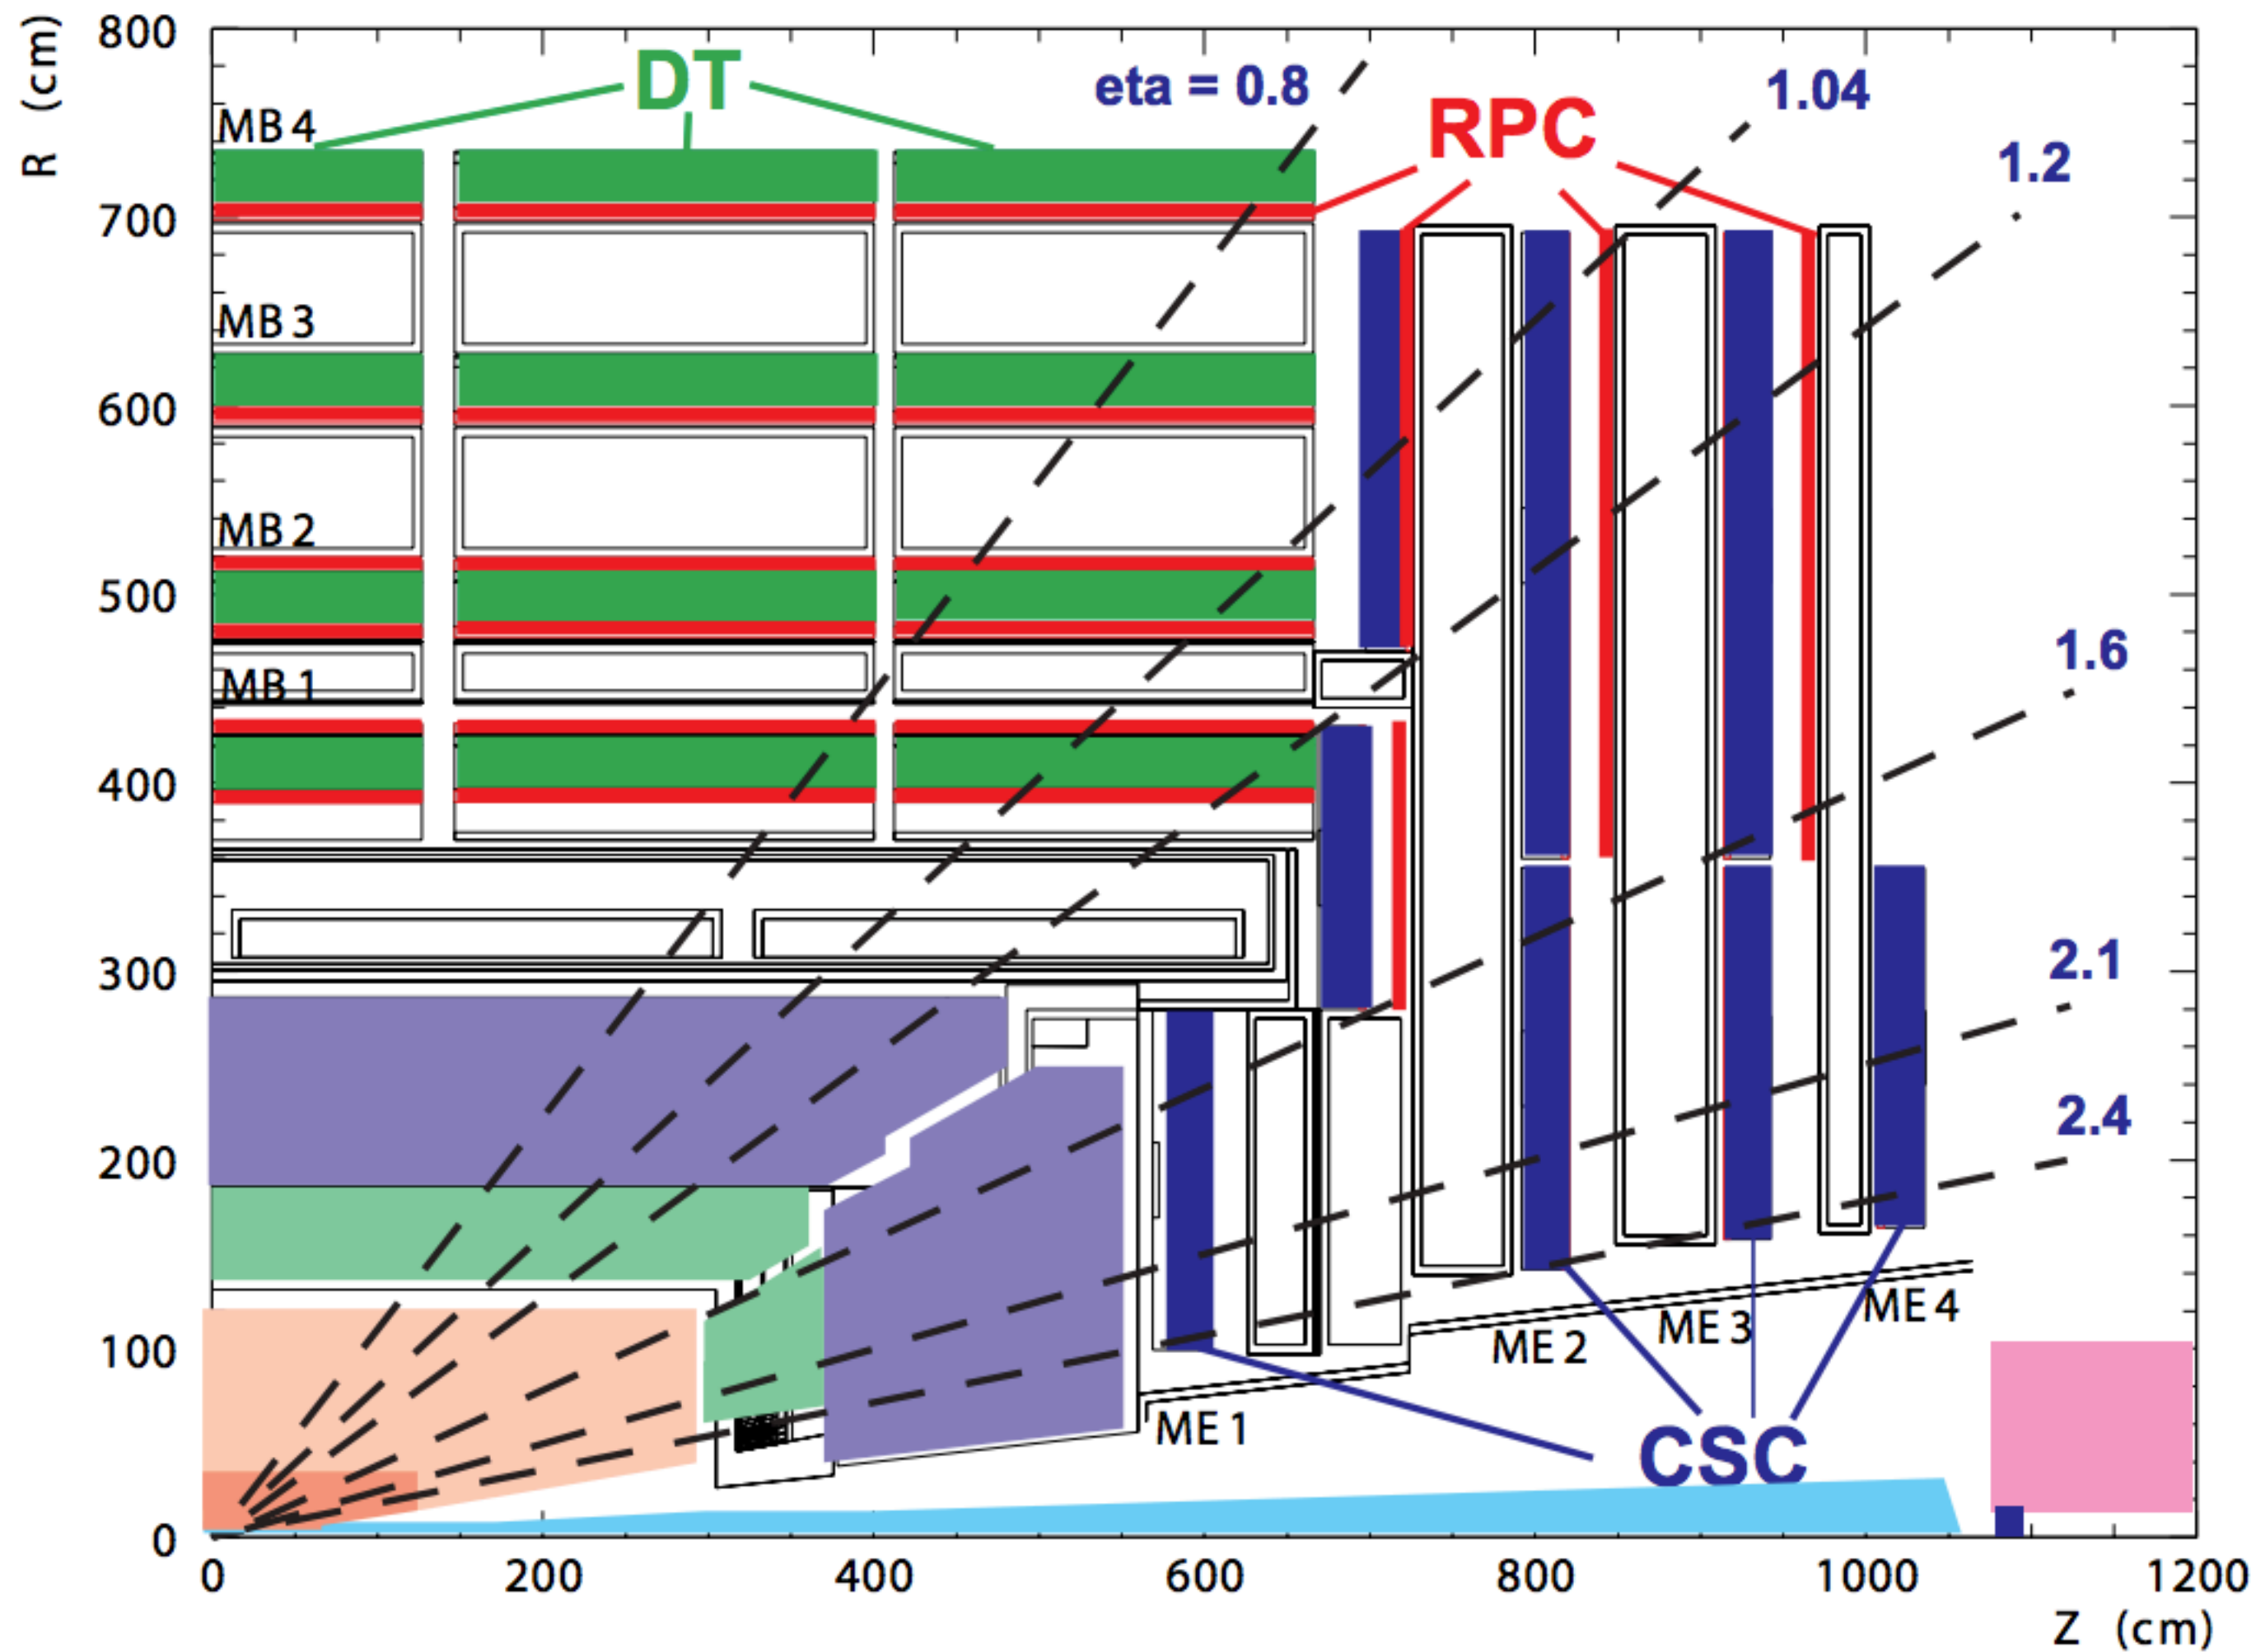 800
R (cm)
DT
eta = 0.8
1.04
RPC
1.2
MB 4
700
MB 3
600
MB 2
500
MB 1
1.6
400
300
2.1
2.4
200
100
ME 4
ME 3
ME 2
ME 1
CSC
0
0 200 400 600 800 1000 1200
Z (cm)